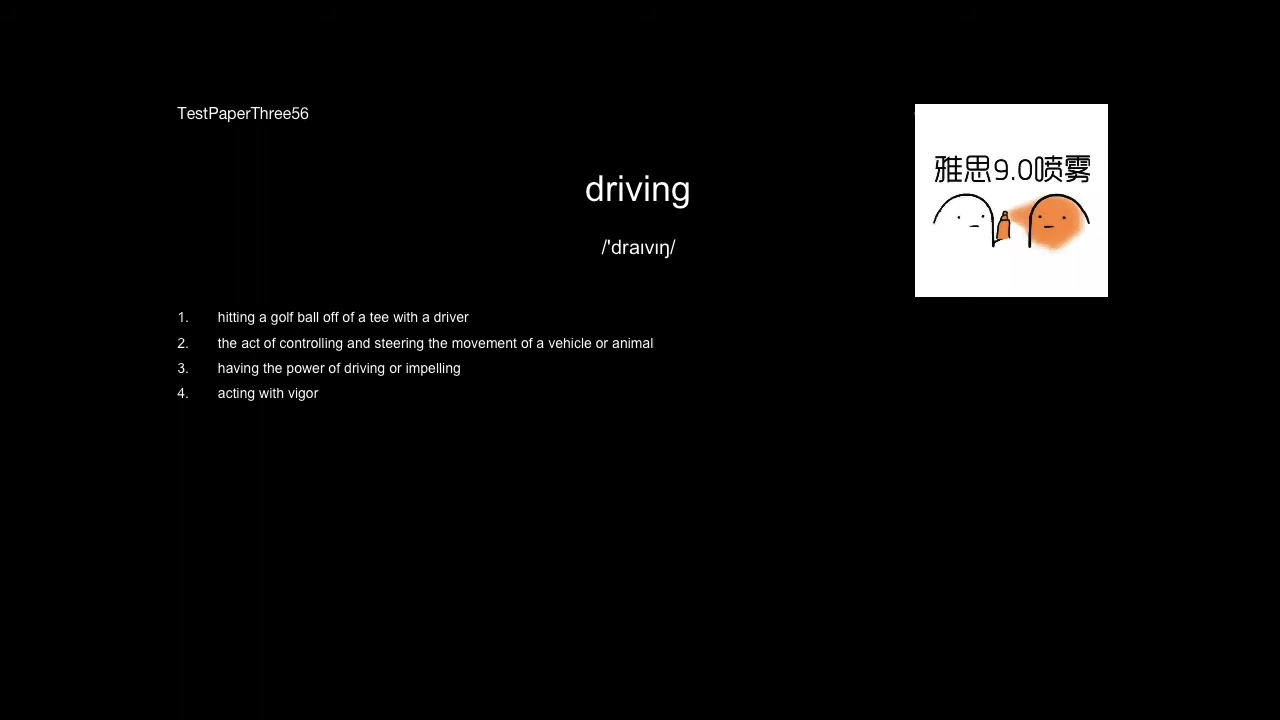 TestPaperThree56
雅思9.0喷雾
driving
/'draɪvɪŋ/
1. hitting a golf ball off of a tee with a driver
2. the act of controlling and steering the movement of a vehicle or animal
3. having the power of driving or impelling
4. acting with vigor